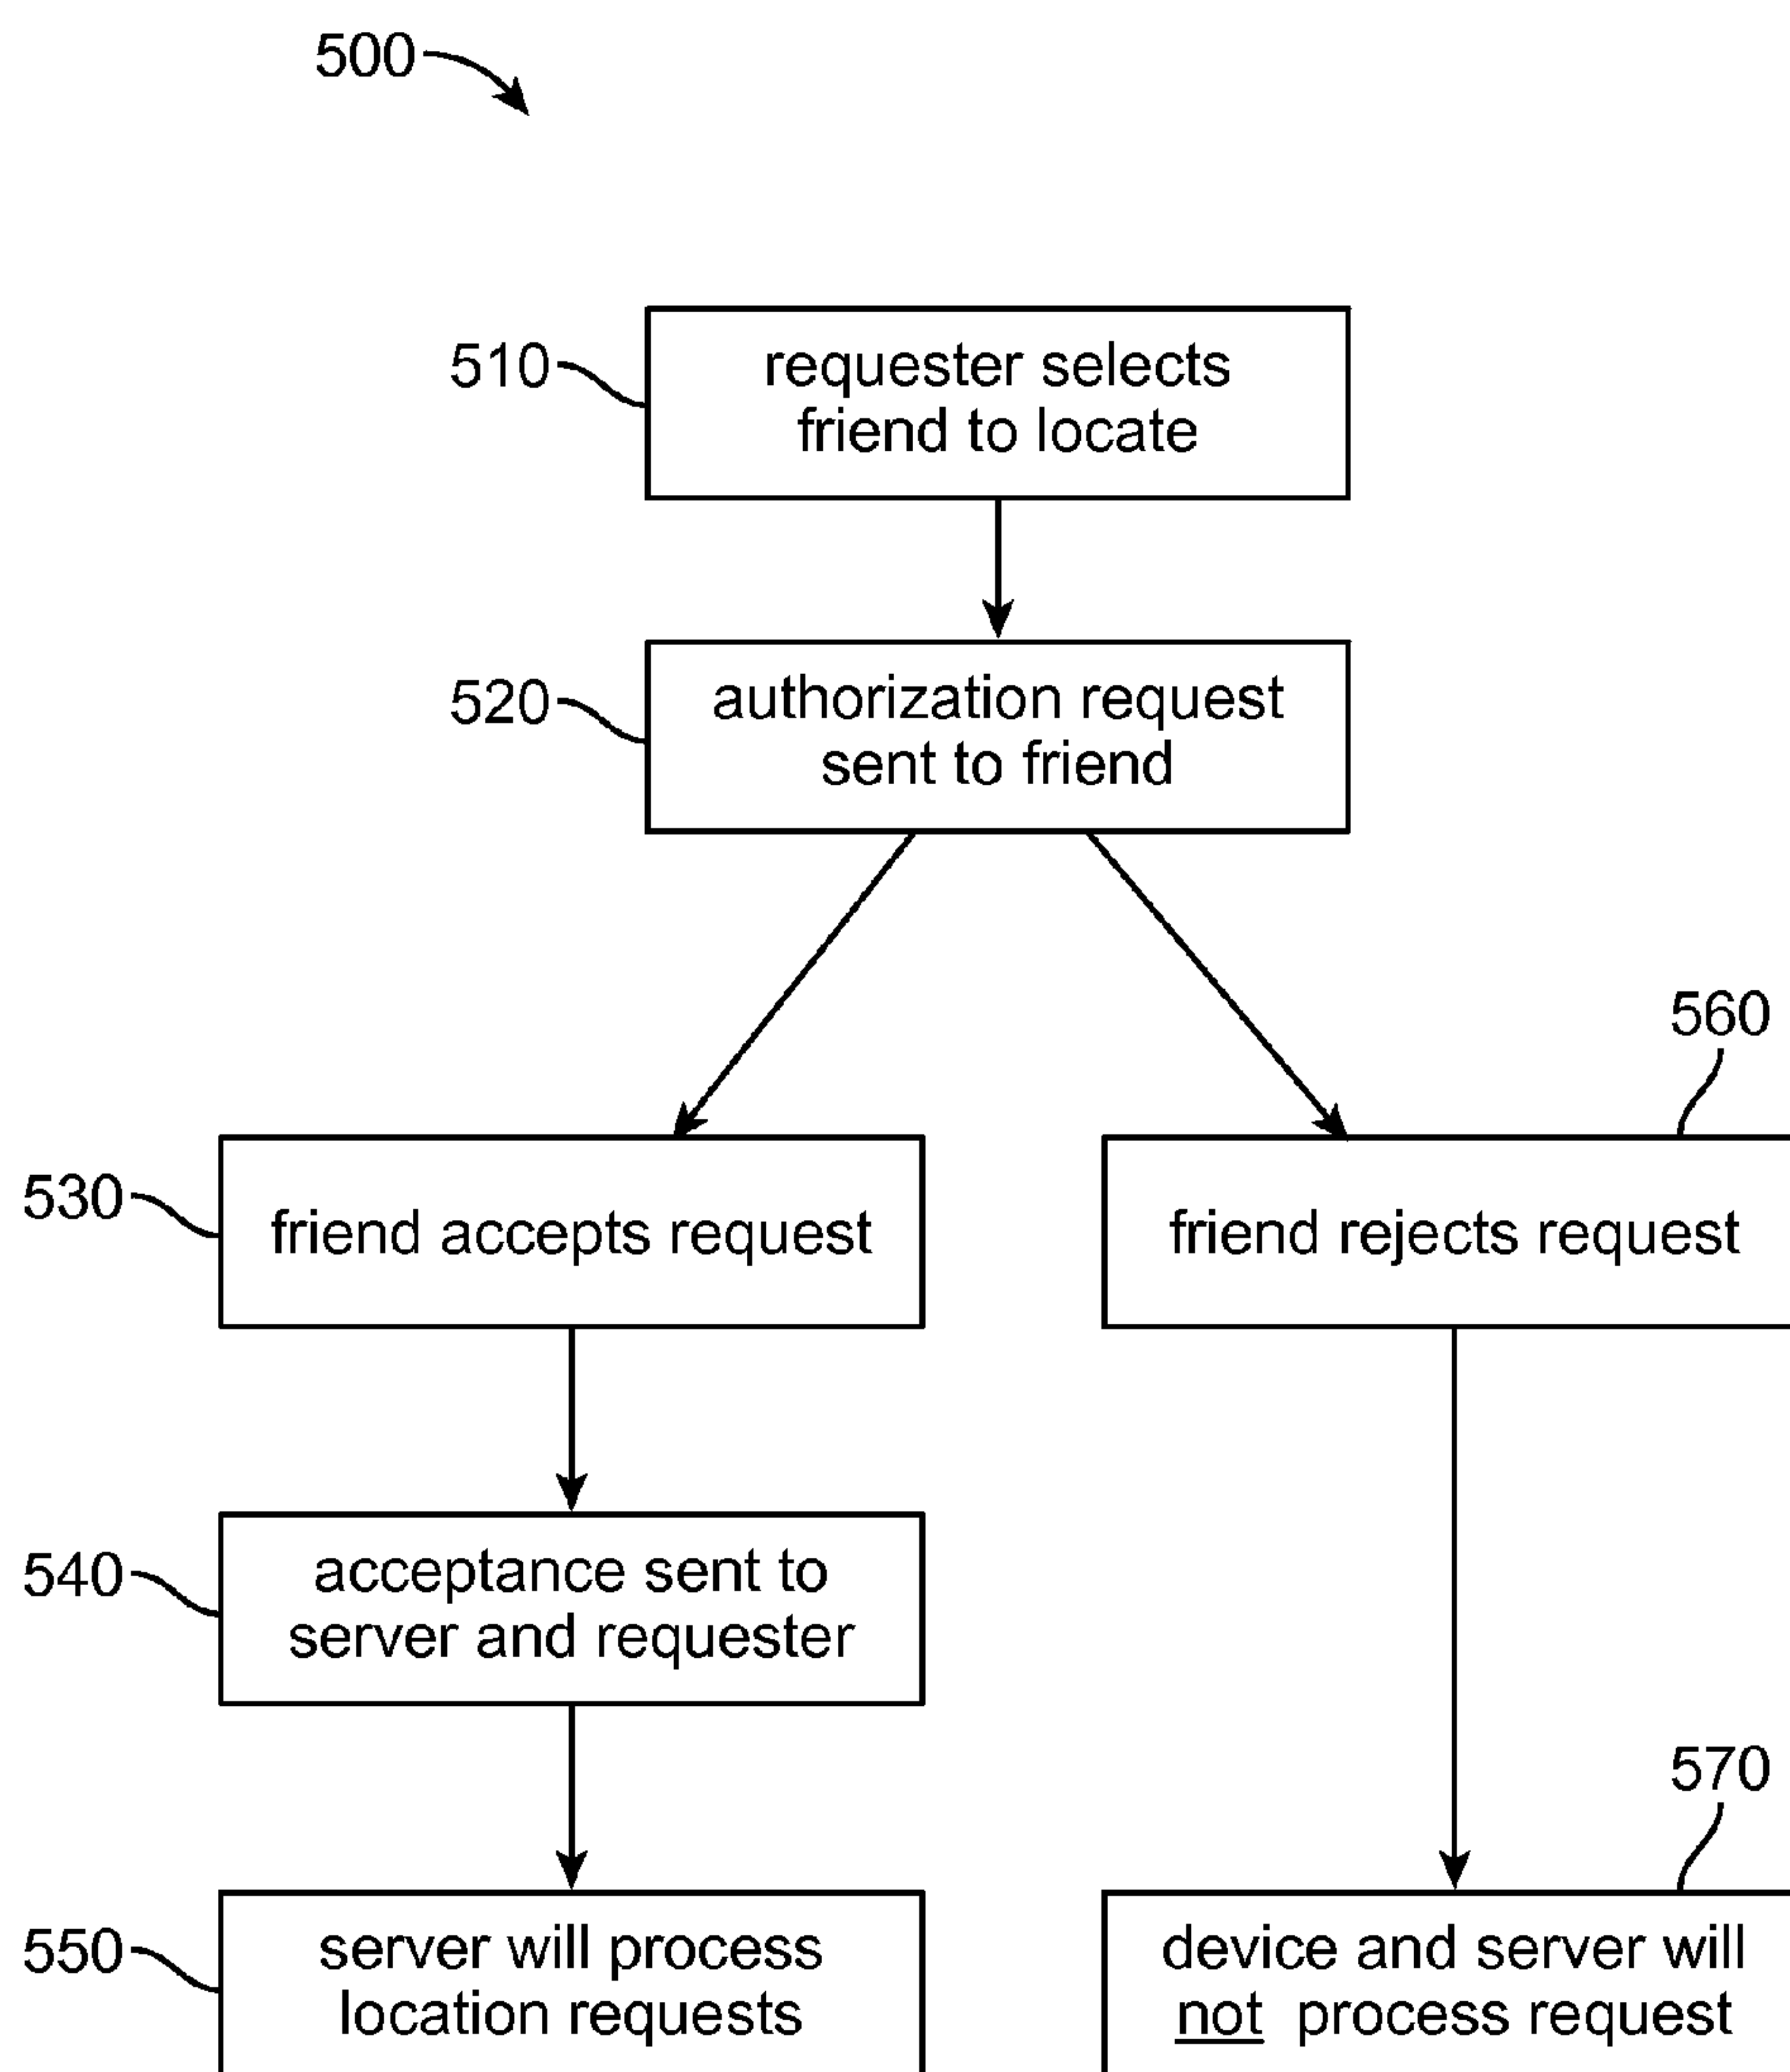 500
510
requester selects
friend to locate
520
authorization request
sent to friend
560
530
friend accepts request
friend rejects request
540
acceptance sent to
server and requester
570
550
server will process
location requests
device and server will
not process request